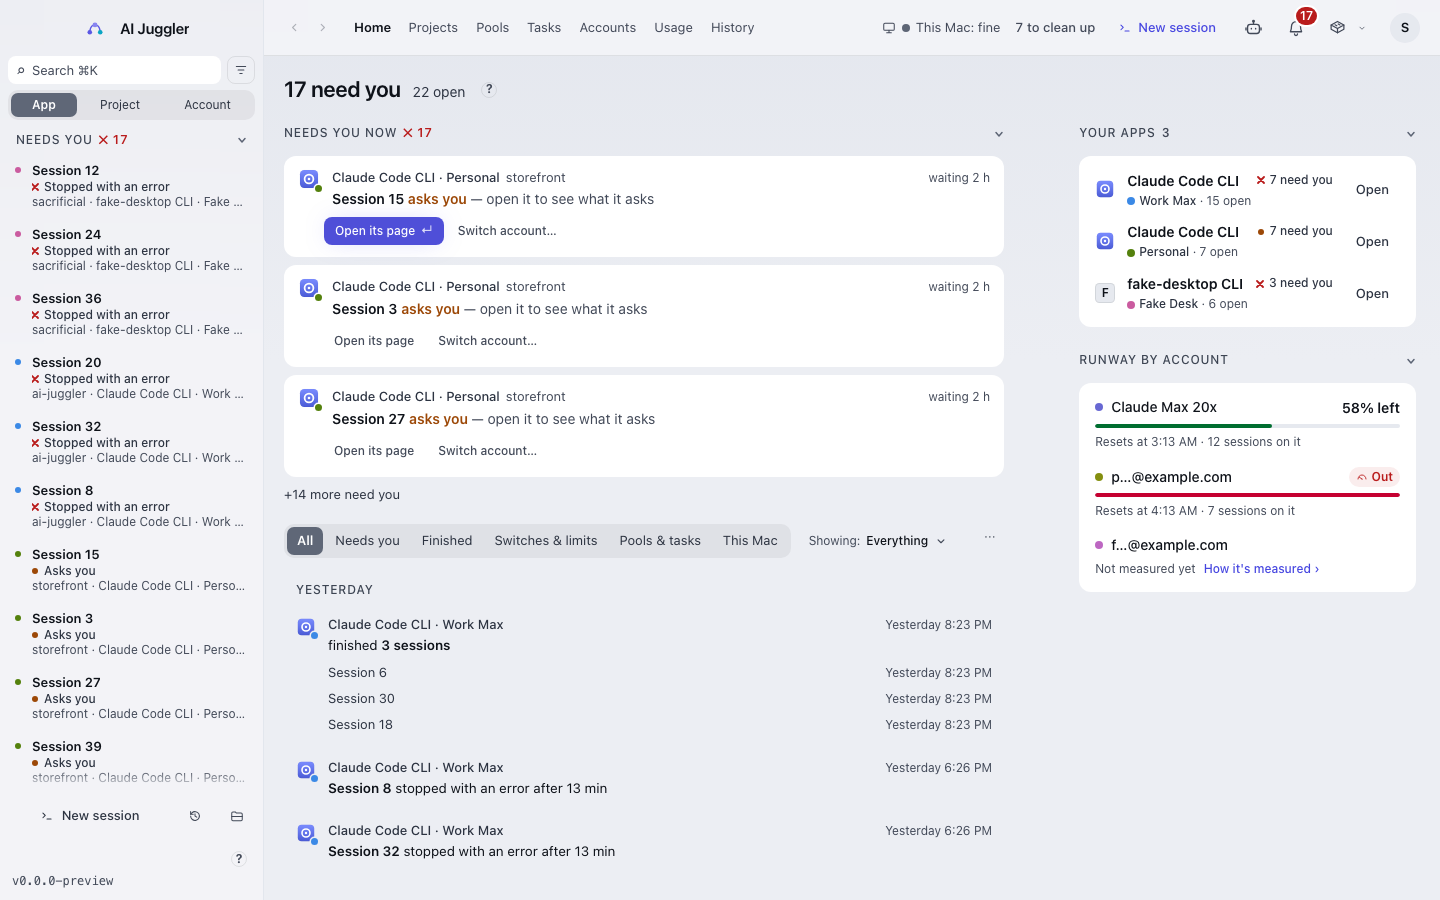 AI Juggler
Search ⌘K
App Project Account
NEEDS YOU ✕ 17
Session 12
Stopped with an error
sacrificial · fake-desktop CLI · Fake ...
Session 24
Stopped with an error
sacrificial · fake-desktop CLI · Fake ...
Session 36
Stopped with an error
sacrificial · fake-desktop CLI · Fake ...
Session 20
Stopped with an error
ai-juggler · Claude Code CLI · Work ...
Session 32
Stopped with an error
ai-juggler · Claude Code CLI · Work ...
Session 8
Stopped with an error
ai-juggler · Claude Code CLI · Work ...
Session 15
Asks you
storefront · Claude Code CLI · Perso...
Session 3
Asks you
storefront · Claude Code CLI · Perso...
Session 27
Asks you
storefront · Claude Code CLI · Perso...
Session 39
Asks you
storefront · Claude Code CLI · Perso...
New session
?
v0.0.0-preview
Home Projects Pools Tasks Accounts Usage History
This Mac: fine 7 to clean up New session 17 S
17 need you 22 open ?
NEEDS YOU NOW ✕ 17
Claude Code CLI · Personal storefront waiting 2 h
Session 15 asks you — open it to see what it asks
Open its page ↵ Switch account...
Claude Code CLI · Personal storefront waiting 2 h
Session 3 asks you — open it to see what it asks
Open its page Switch account...
Claude Code CLI · Personal storefront waiting 2 h
Session 27 asks you — open it to see what it asks
Open its page Switch account...
+14 more need you
All Needs you Finished Switches & limits Pools & tasks This Mac Showing: Everything ...
YESTERDAY
Claude Code CLI · Work Max Yesterday 8:23 PM
finished 3 sessions
Session 6 Yesterday 8:23 PM
Session 30 Yesterday 8:23 PM
Session 18 Yesterday 8:23 PM
Claude Code CLI · Work Max Yesterday 6:26 PM
Session 8 stopped with an error after 13 min
Claude Code CLI · Work Max Yesterday 6:26 PM
Session 32 stopped with an error after 13 min
YOUR APPS 3
Claude Code CLI ✕ 7 need you Open
Work Max · 15 open
Claude Code CLI 7 need you Open
Personal · 7 open
F fake-desktop CLI ✕ 3 need you Open
Fake Desk · 6 open
RUNWAY BY ACCOUNT
Claude Max 20x 58% left
Resets at 3:13 AM · 12 sessions on it
p...@example.com Out
Resets at 4:13 AM · 7 sessions on it
f...@example.com
Not measured yet How it's measured ›